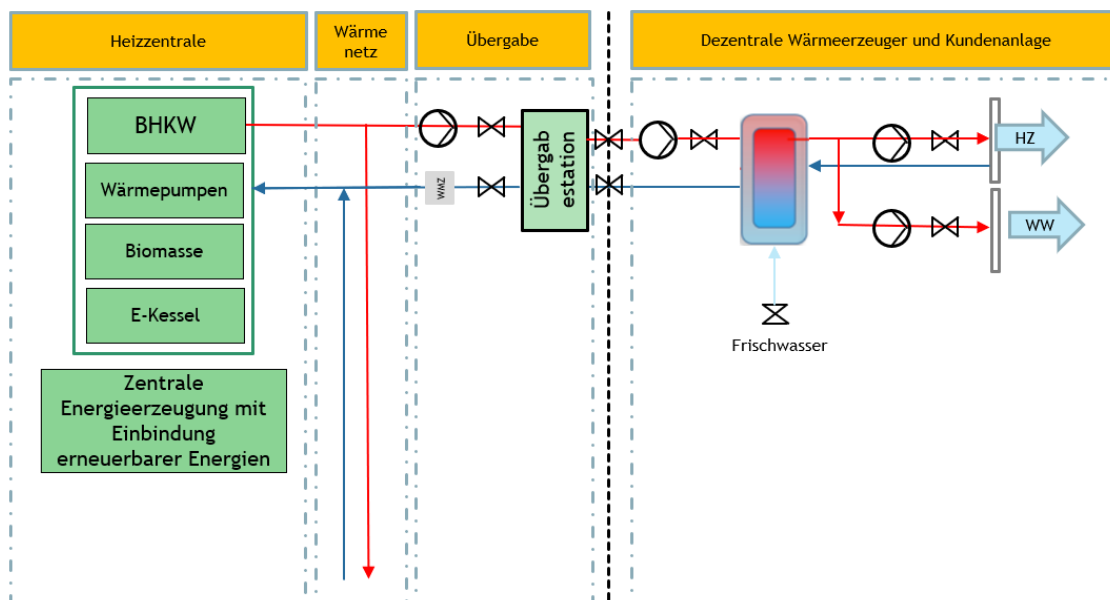 Heizzentrale
Wärme
netz
Übergabe
Dezentrale Wärmeerzeuger und Kundenanlage
BHKW
Wärmepumpen
Biomasse
E-Kessel
Zentrale
Energieerzeugung mit
Einbindung
erneuerbarer Energien
WMZ
Übergab
estation
HZ
WW
Frischwasser